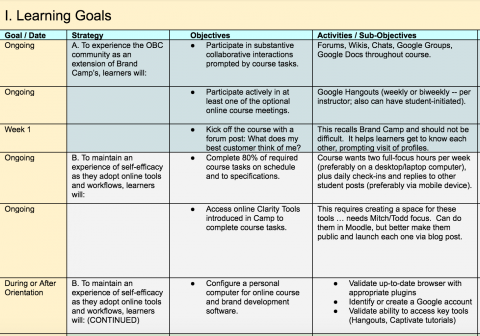 I. Learning Goals
Goal / Date Strategy Objectives Activities / Sub-Objectives
Ongoing
A. To experience the OBC
community as an
extension of Brand
Camp's, learners will:
● Participate in substantive
collaborative interactions
prompted by course tasks.
Forums, Wikis, Chats, Google Groups,
Google Docs throughout course.
Ongoing
● Participate actively in at
least one of the optional
online course meetings.
Google Hangouts (weekly or biweekly -- per
instructor; also can have student-initiated).
Week 1
● Kick off the course with a
forum post: What does my
best customer think of me?
This recalls Brand Camp and should not be
difficult. It helps learners get to know each
other, prompting visit of profiles.
Ongoing
B. To maintain an
experience of self-efficacy
as they adopt online tools
and workflows, learners
will:
● Complete 80% of required
course tasks on schedule
and to specifications.
Course wants two full-focus hours per week
(preferably on a desktop/laptop computer),
plus daily check-ins and replies to other
student posts (preferably via mobile device).
Ongoing
● Access online Clarity Tools
introduced in Camp to
complete course tasks.
This requires creating a space for these
tools ... needs Mitch/Todd focus. Can do
them in Moodle, but better make them
public and launch each one via blog post.
During or After
Orientation
B. To maintain an
experience of self-efficacy
as they adopt online tools
and workflows, learners
will: (CONTINUED)
● Configure a personal
computer for online course
and brand development
software.
● Validate up-to-date browser with
appropriate plugins
● Identify or create a Google account
● Validate ability to access key tools
(Hangouts, Captivate tutorials)